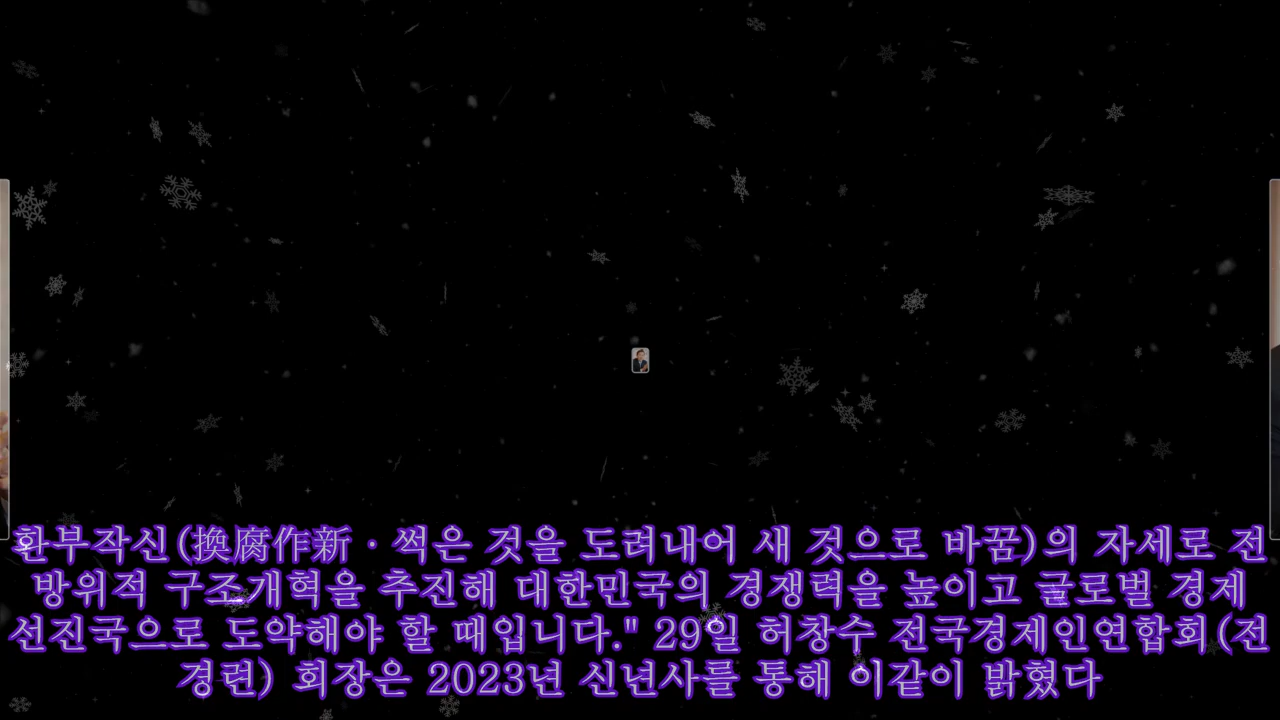 환부작신(換腐作新 · 썩은 것을 도려내어 새 것으로 바꿈)의 자세로 전
방위적 구조개혁을 추진해 대한민국의 경쟁력을 높이고 글로벌 경제
선진국으로 도약해야 할 때입니다." 29일 허창수 전국경제인연합회(전
경련) 회장은 2023년 신년사를 통해 이같이 밝혔다